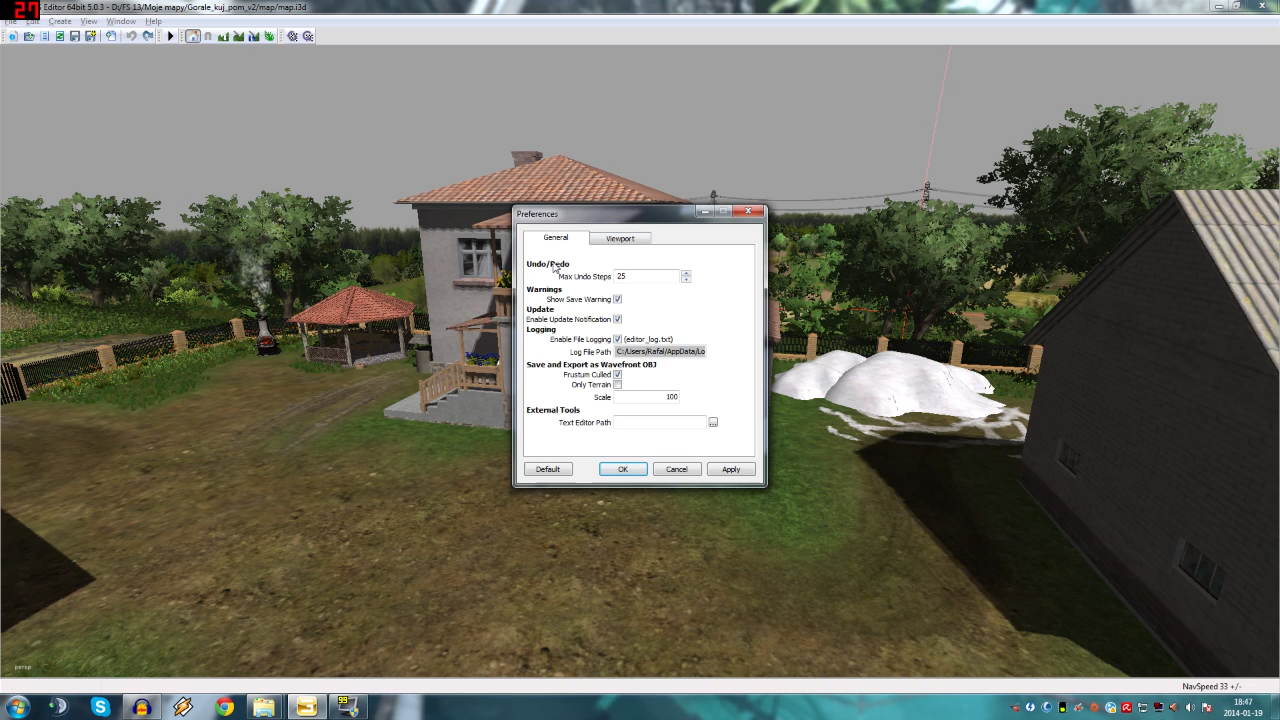 27
Editor 64bit 5.0.3 - D:/FS 13/Moje mapy/Gorale_kuj_pom_v2/map/map.i3d
File Edit Create View Window Help
Preferences
General Viewport
Undo/Redo
Max Undo Steps 25
Warnings
Show Save Warning
Update
Enable Update Notification
Logging
Enable File Logging (editor_log.txt)
Log File Path C:/Users/Rafal/AppData/Lo
Save and Export as Wavefront OBJ
Frustum Culled
Only Terrain
Scale 100
External Tools
Text Editor Path ...
Default OK Cancel Apply
persp
NavSpeed 33 +/-
99
18:47
2014-01-19